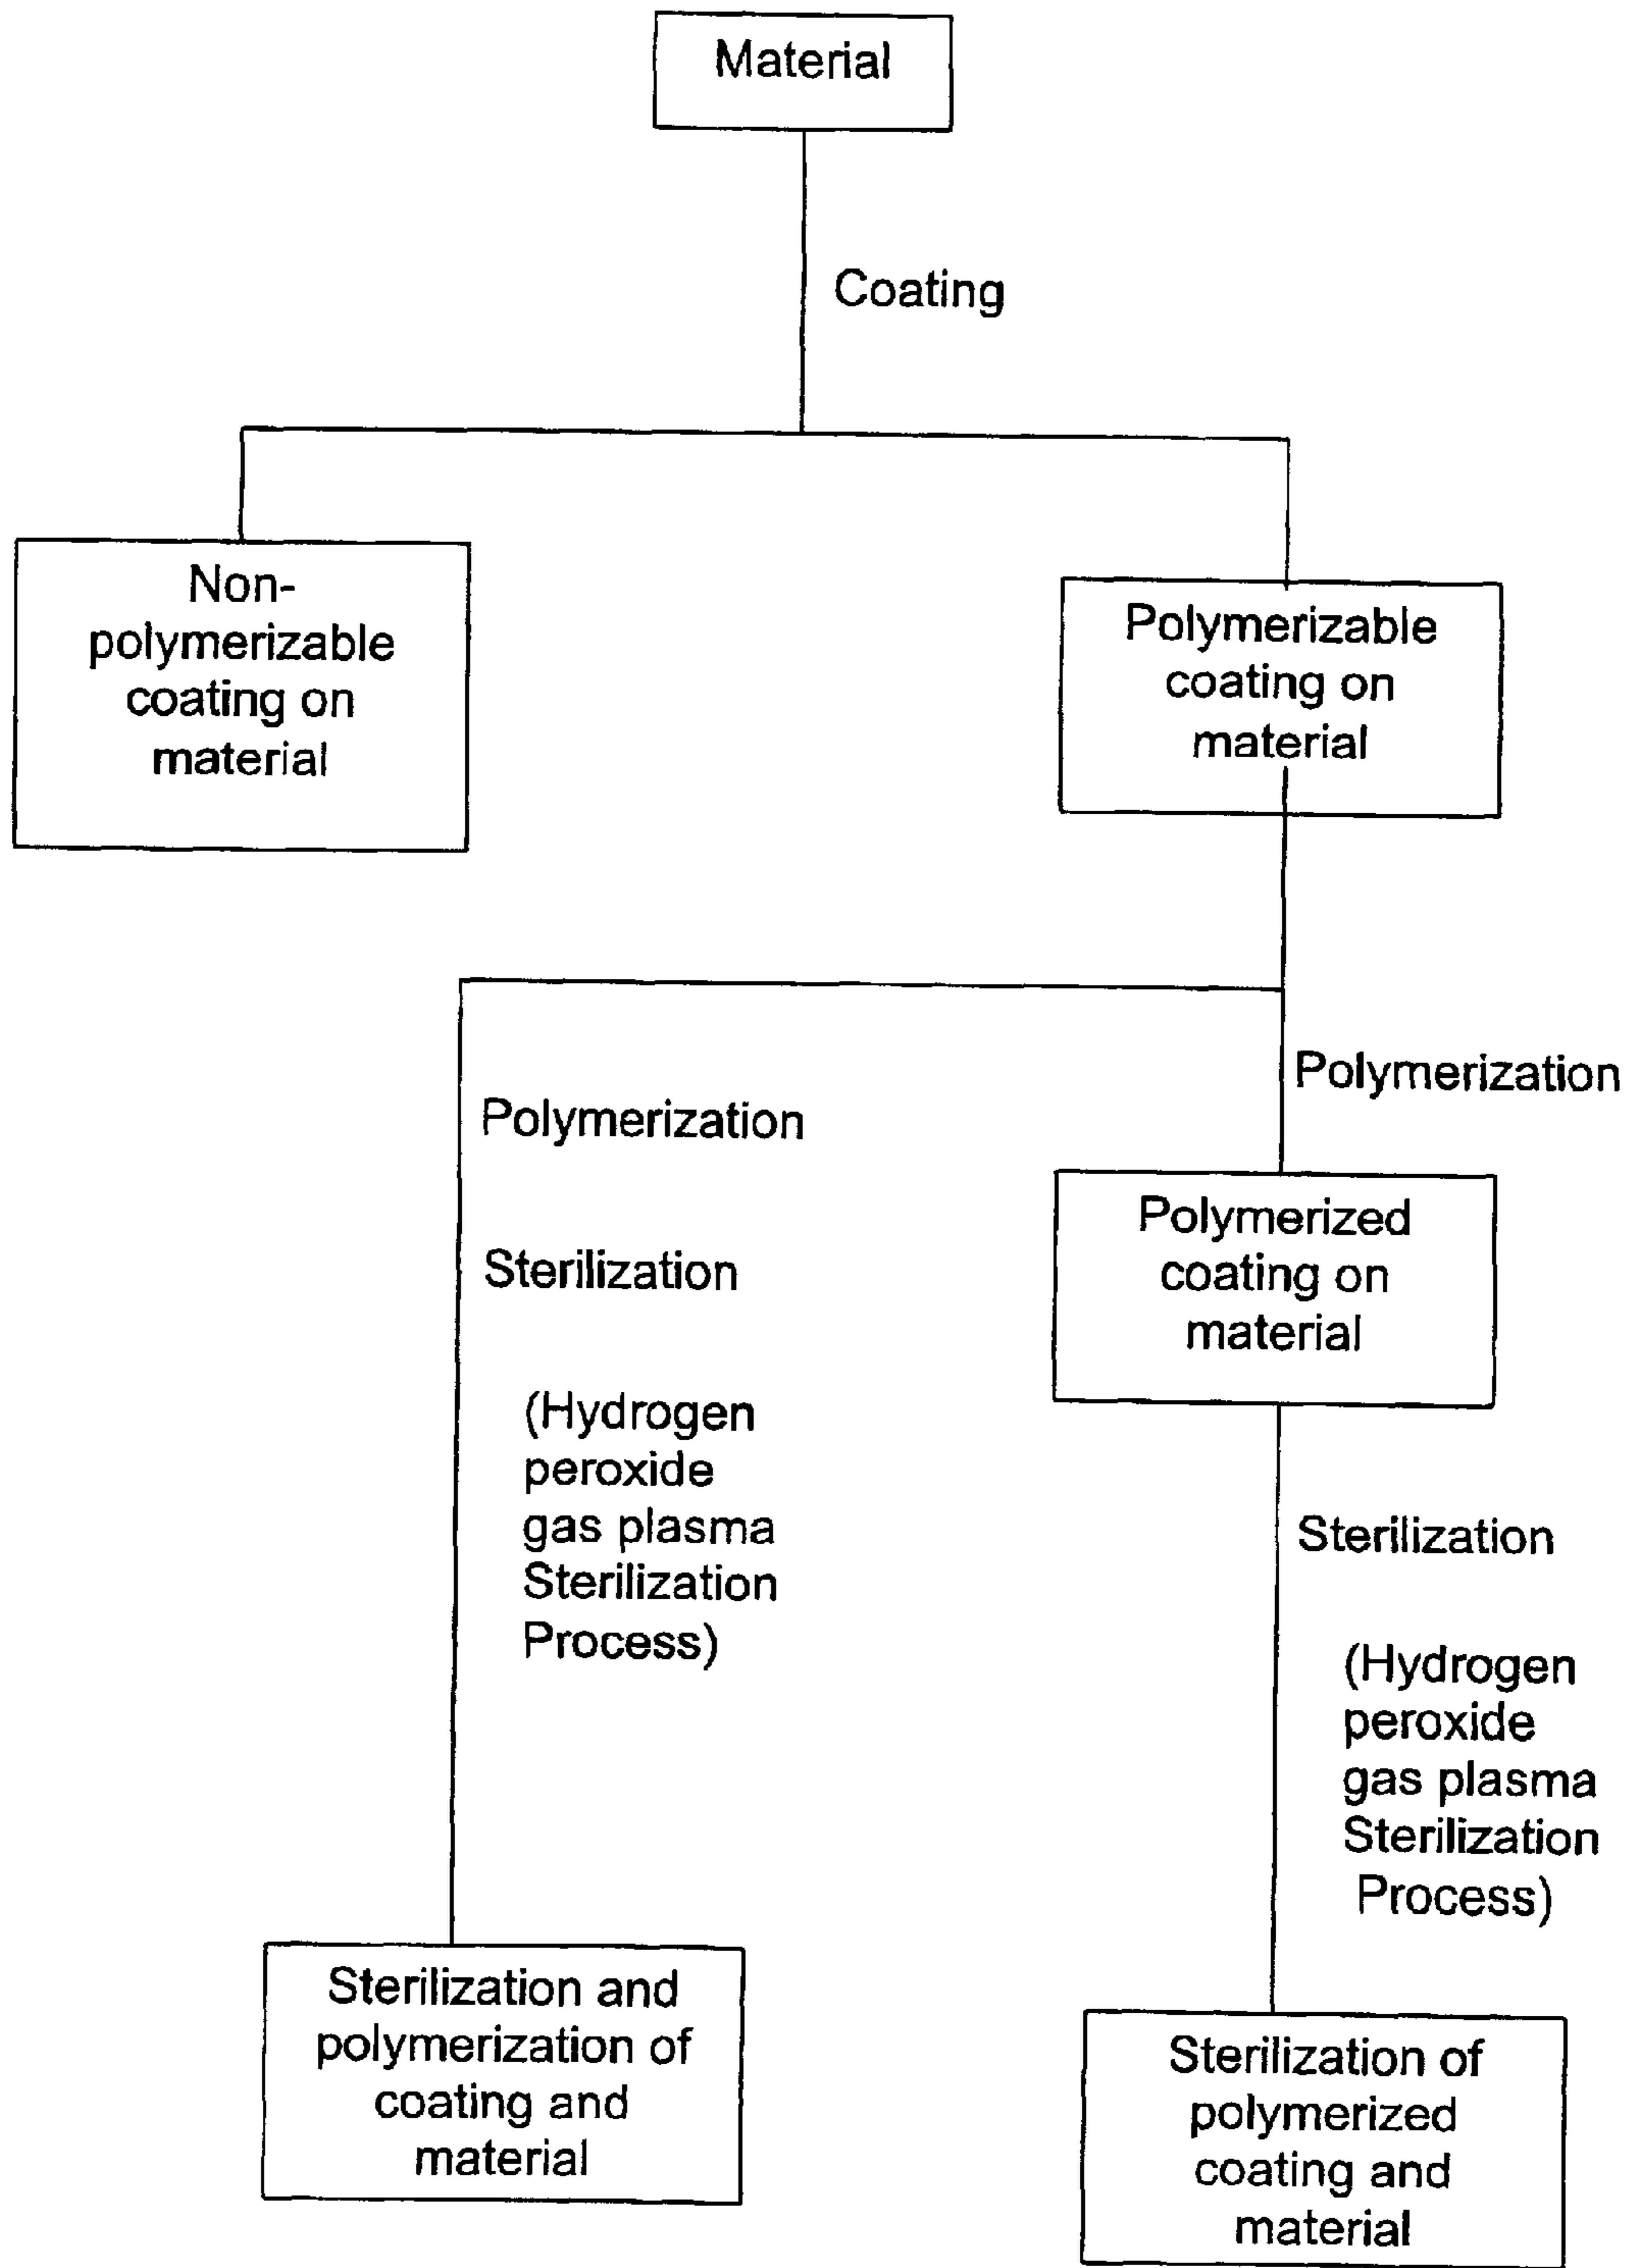 Material
Coating
Non-
polymerizable
coating on
material
Polymerizable
coating on
material
Polymerization
Sterilization
(Hydrogen
peroxide
gas plasma
Sterilization
Process)
Polymerization
Polymerized
coating on
material
Sterilization
(Hydrogen
peroxide
gas plasma
Sterilization
Process)
Sterilization and
polymerization of
coating and
material
Sterilization of
polymerized
coating and
material